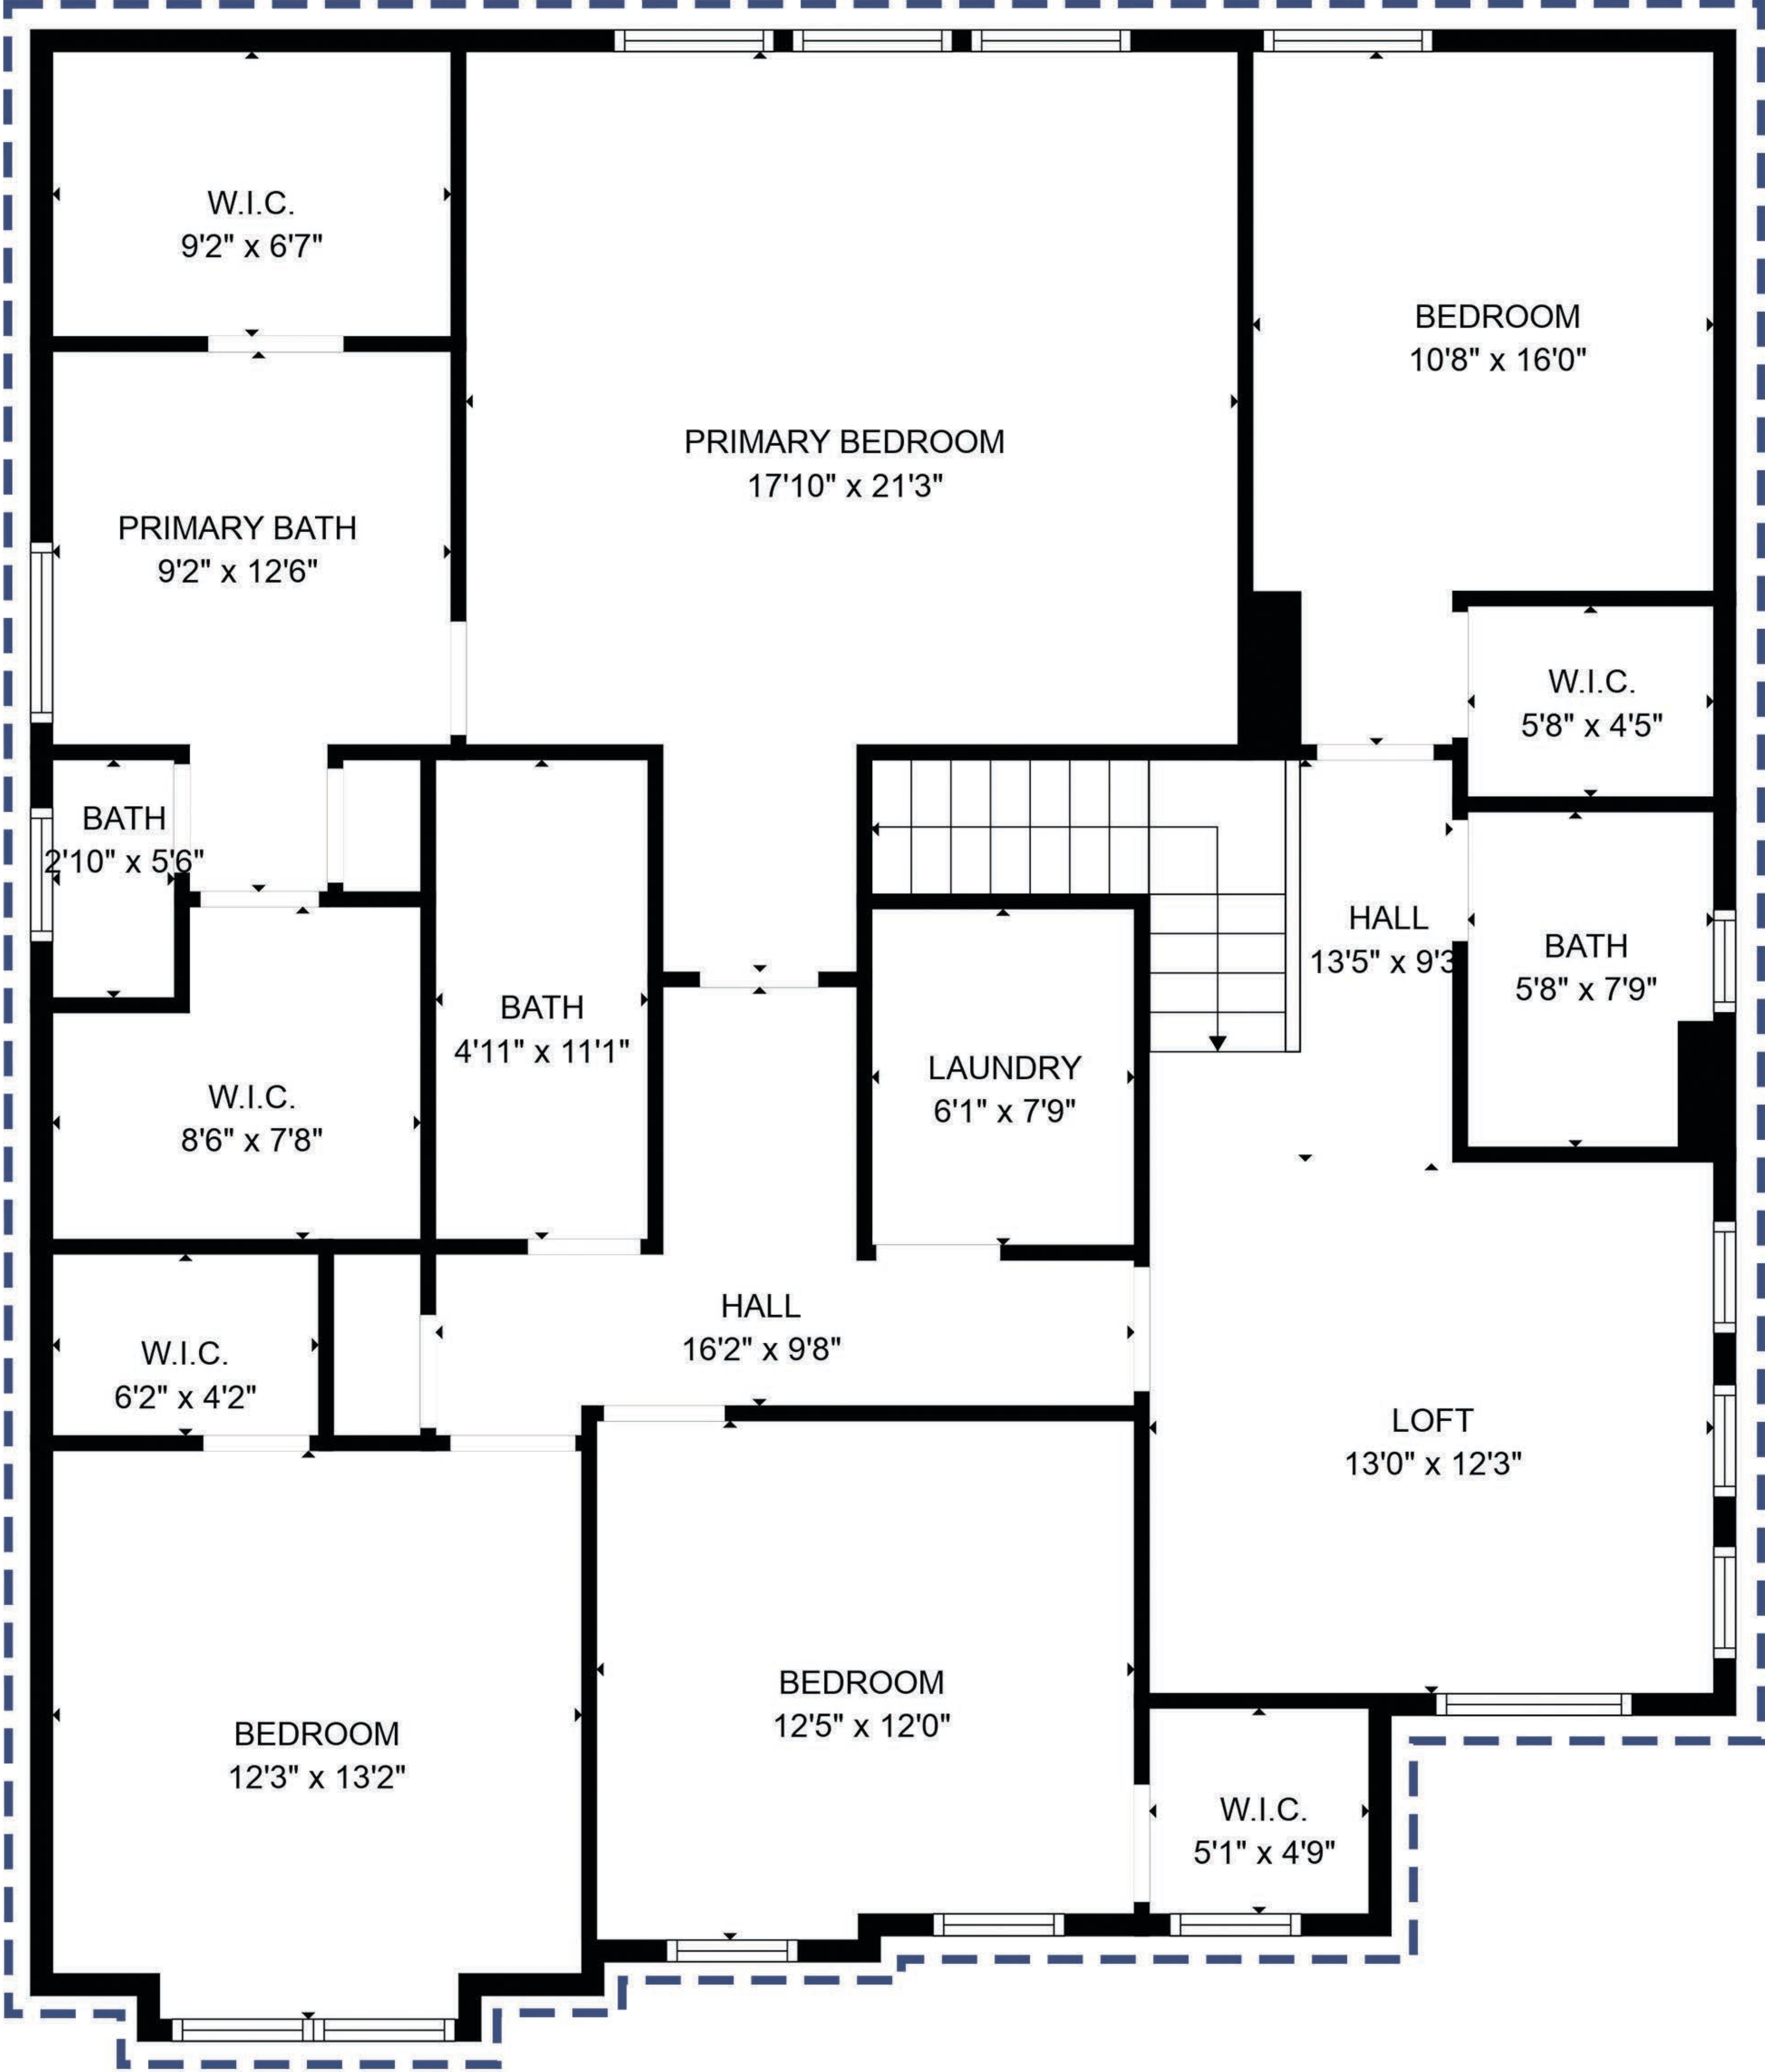 W.I.C.
9'2" x 6'7"
BEDROOM
10'8" x 16'0"
PRIMARY BEDROOM
17'10" x 21'3"
PRIMARY BATH
9'2" x 12'6"
W.I.C.
5'8" x 4'5"
BATH
2'10" x 5'6"
HALL
13'5" x 9'3
BATH
5'8" x 7'9"
BATH
4'11" x 11'1"
LAUNDRY
6'1" x 7'9"
W.I.C.
8'6" x 7'8"
HALL
16'2" x 9'8"
W.I.C.
6'2" x 4'2"
LOFT
13'0" x 12'3"
BEDROOM
12'5" x 12'0"
BEDROOM
12'3" x 13'2"
W.I.C.
5'1" x 4'9"